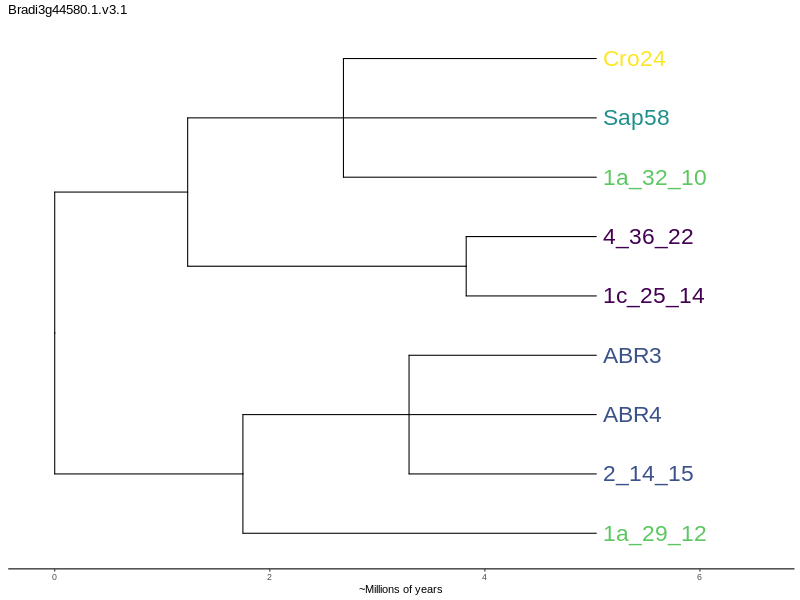 Bradi3g44580.1.v3.1
Cro24
Sap58
1a_32_10
4_36_22
1c_25_14
ABR3
ABR4
2_14_15
1a_29_12
0 2 4 6
~Millions of years